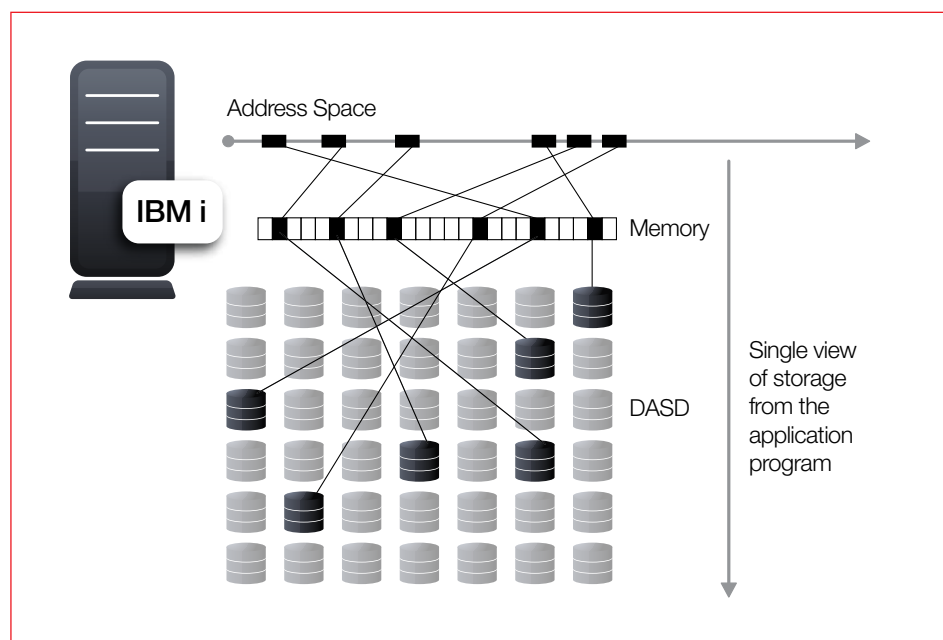 Address Space
IBM i
Memory
DASD
Single view
of storage
from the
application
program